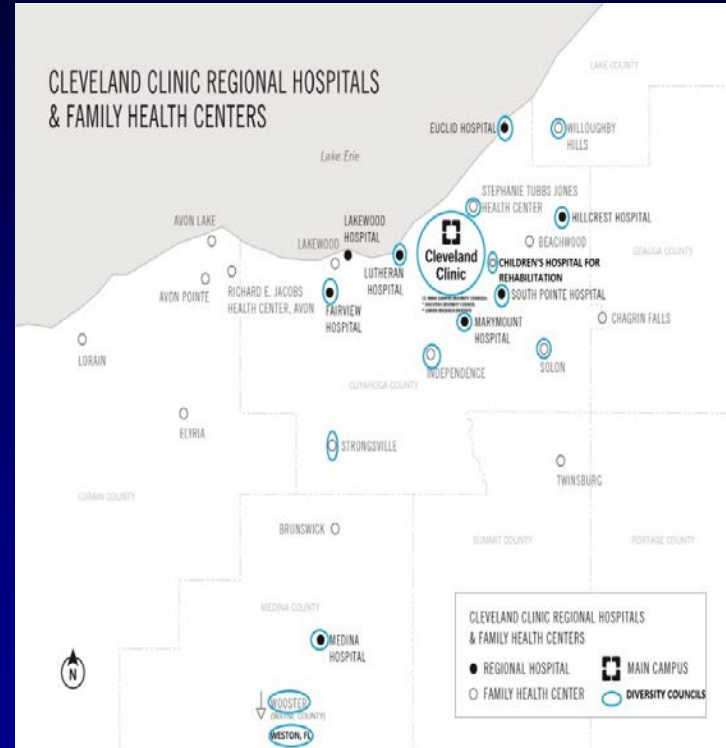 CLEVELAND CLINIC REGIONAL HOSPITALS
& FAMILY HEALTH CENTERS
LAKE COUNTY
EUCLID HOSPITAL
WILLOUGHBY
HILLS
Lake Erie
STEPHANIE TUBBS JONES
HEALTH CENTER
AVON LAKE
LAKEWOOD
HOSPITAL
HILLCREST HOSPITAL
LAKEWOOD
Cleveland
Clinic
BEACHWOOD
GEAUGA COUNTY
LUTHERAN
HOSPITAL
CHILDREN'S HOSPITAL FOR
REHABILITATION
AVON POINTE
RICHARD E. JACOBS
HEALTH CENTER, AVON
FAIRVIEW
HOSPITAL
SOUTH POINTE HOSPITAL
MARYMOUNT
HOSPITAL
CHAGRIN FALLS
LORAIN
INDEPENDENCE
SOLON
CUYAHOGA COUNTY
ELYRIA
STRONGSVILLE
TWINSBURG
LORAIN COUNTY
BRUNSWICK
SUMMIT COUNTY
PORTAGE COUNTY
MEDINA COUNTY
MEDINA
HOSPITAL
N
WOOSTER
(WAYNE COUNTY)
WESTON, FL
CLEVELAND CLINIC REGIONAL HOSPITALS
& FAMILY HEALTH CENTERS
REGIONAL HOSPITAL
MAIN CAMPUS
FAMILY HEALTH CENTER
DIVERSITY COUNCILS